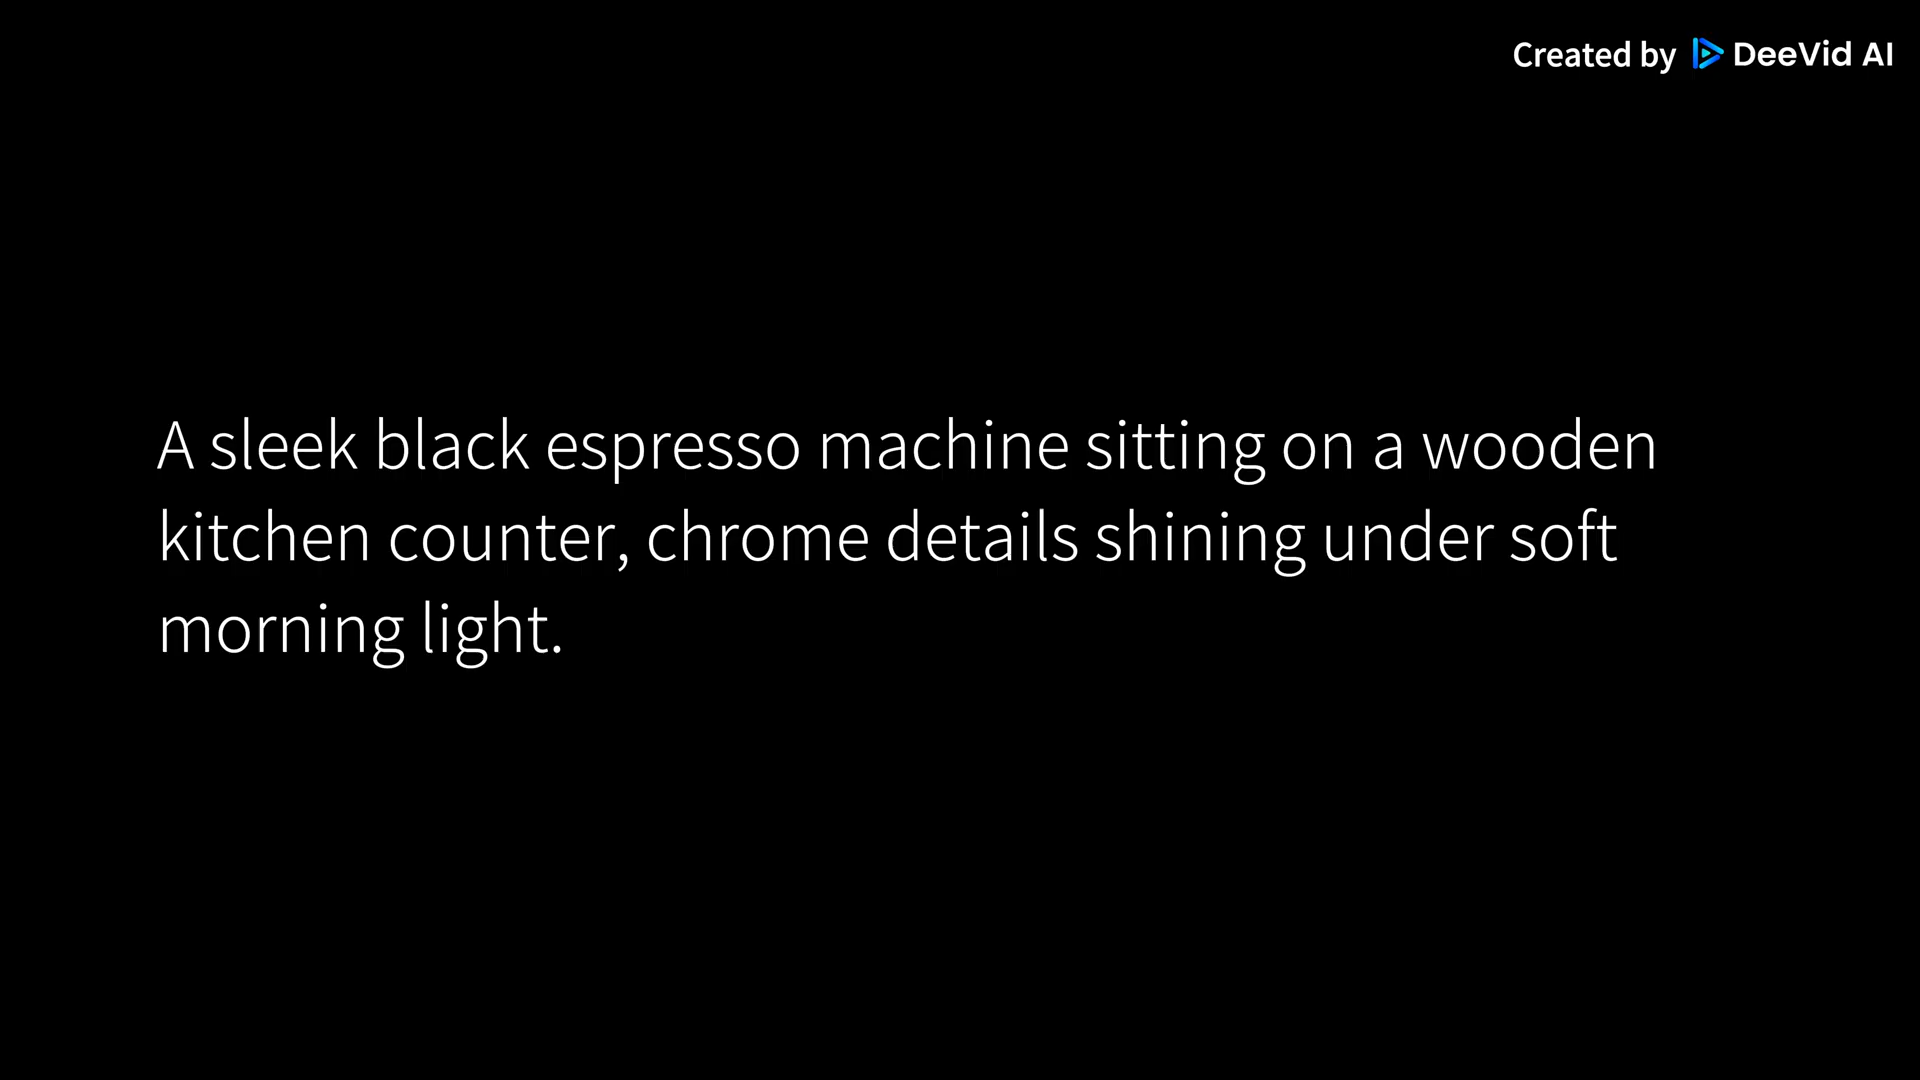 Created by DeeVid AI
A sleek black espresso machine sitting on a wooden
kitchen counter, chrome details shining under soft
morning light.